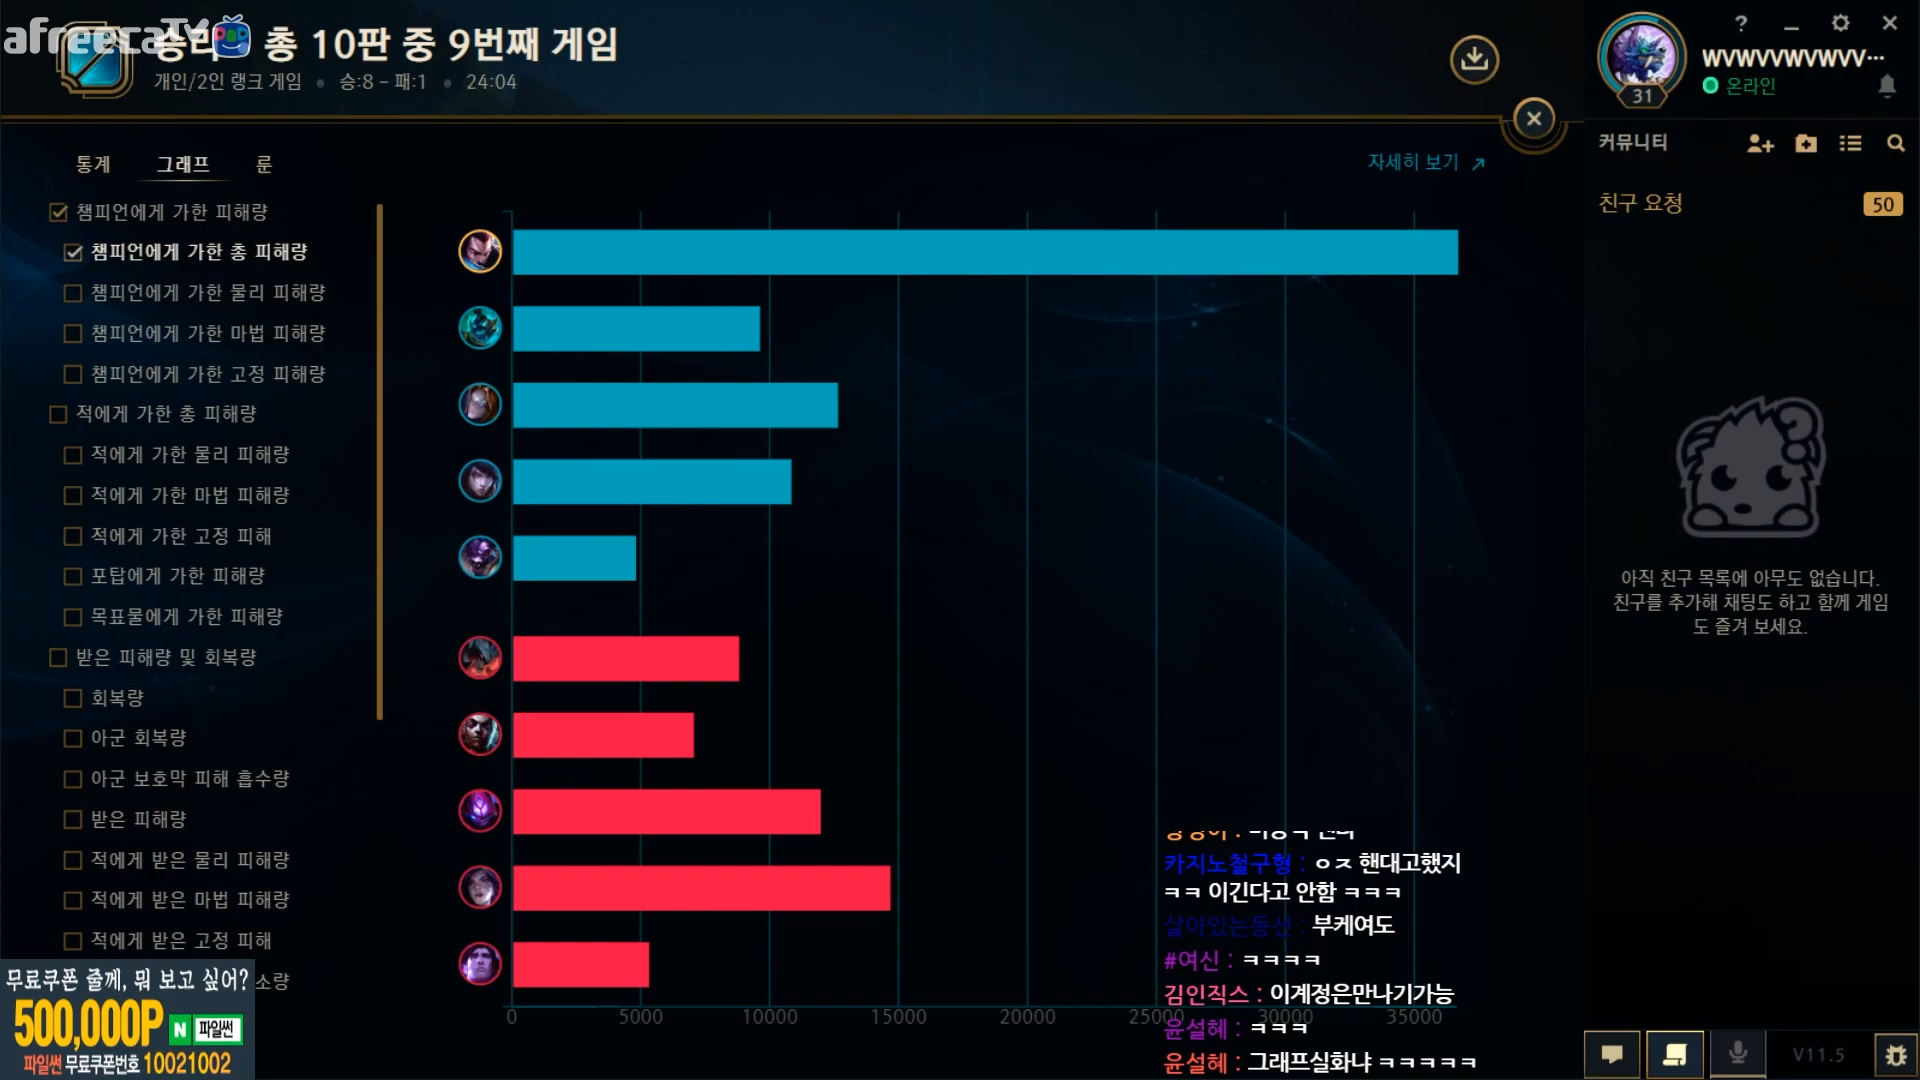 afreecaTV
승리 총 10판 중 9번째 게임
개인/2인 랭크 게임 • 승:8 – 패:1 • 24:04
통계 그래프 룬
자세히 보기
챔피언에게 가한 피해량
챔피언에게 가한 총 피해량
챔피언에게 가한 물리 피해량
챔피언에게 가한 마법 피해량
챔피언에게 가한 고정 피해량
적에게 가한 총 피해량
적에게 가한 물리 피해량
적에게 가한 마법 피해량
적에게 가한 고정 피해
포탑에게 가한 피해량
목표물에게 가한 피해량
받은 피해량 및 회복량
회복량
아군 회복량
아군 보호막 피해 흡수량
받은 피해량
적에게 받은 물리 피해량
적에게 받은 마법 피해량
적에게 받은 고정 피해
소량
0 5000 10000 15000 20000 25000 30000 35000
무료쿠폰 줄께, 뭐 보고 싶어?
500,000P N 파일썬
파일썬 무료쿠폰번호 10021002
카지노철구형 : ㅇㅈ 핸대고했지
ㅋㅋ 이긴다고 안함 ㅋㅋㅋ
살아있는동선 : 부케여도
#여신 : ㅋㅋㅋㅋ
김인직스 : 이계정은만나기가능
윤설혜 : ㅋㅋㅋ
윤설혜 : 그래프실화냐 ㅋㅋㅋㅋㅋ
WVWVVWVWVV...
31
온라인
커뮤니티
친구 요청 50
아직 친구 목록에 아무도 없습니다.
친구를 추가해 채팅도 하고 함께 게임
도 즐겨 보세요.
V11.5